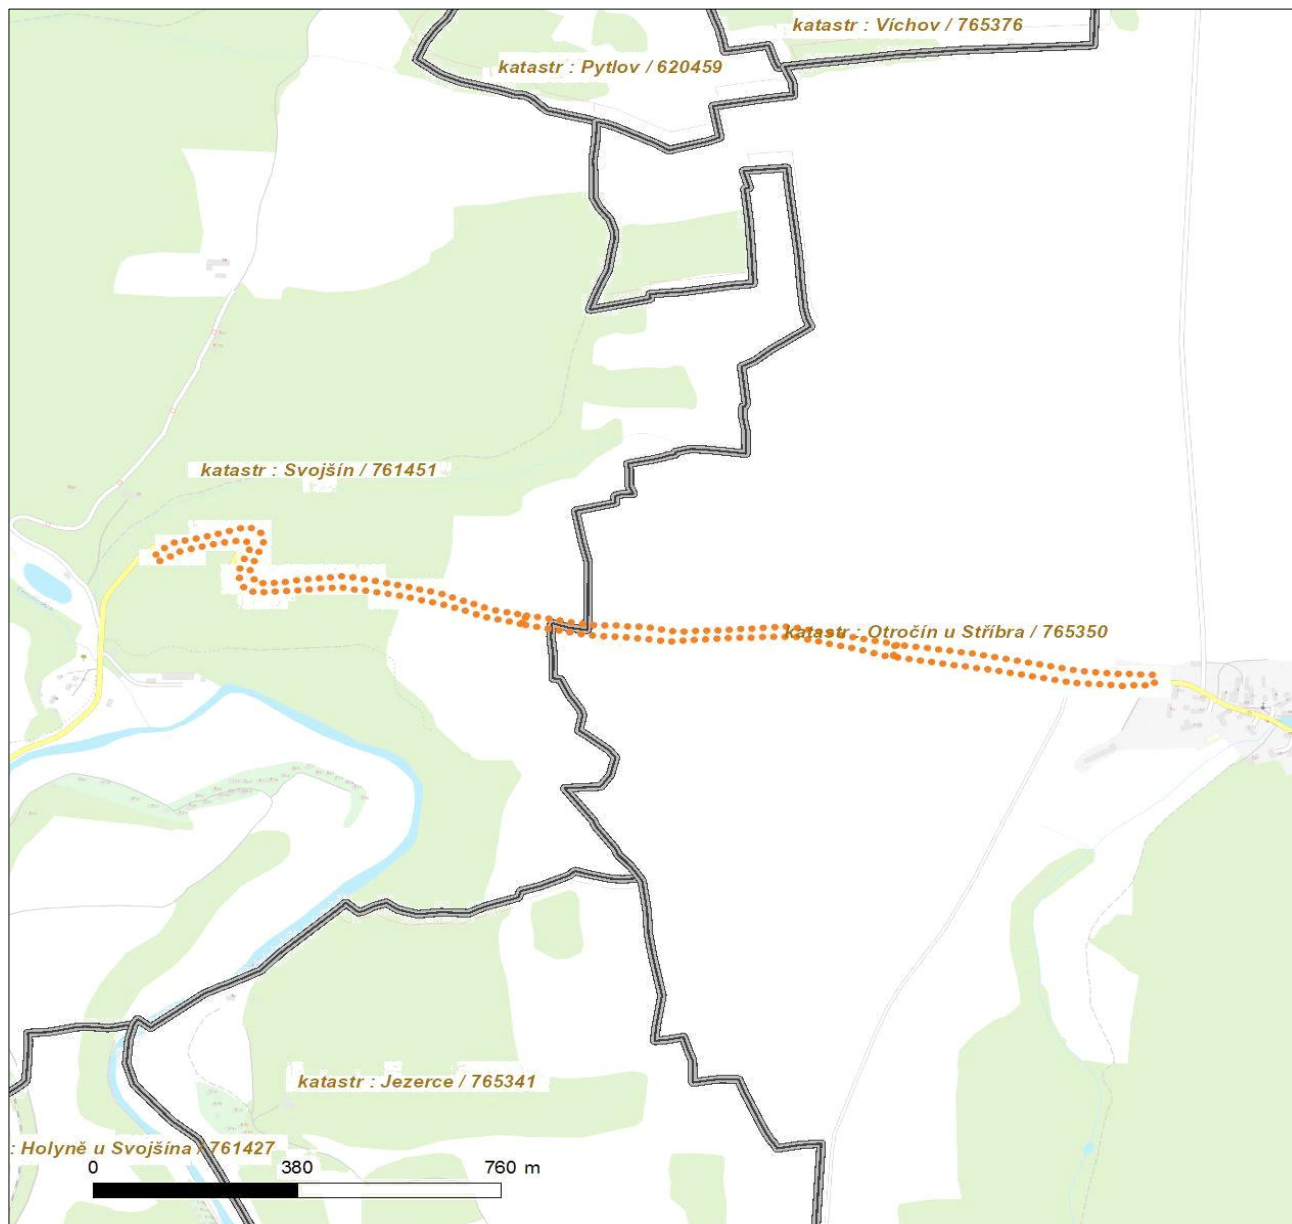 katastr : Víchov / 765376
katastr : Pytlov / 620459
katastr : Svojšín / 761451
katastr : Otročín u Stříbra / 765350
katastr : Jezerce / 765341
: Holyně u Svojšína / 761427
0 380 760 m